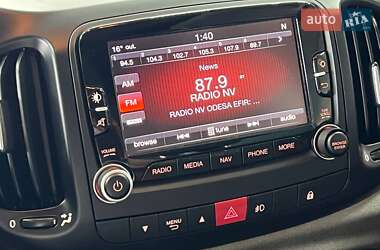 auto RIA.com
16° out. 1:40 N
94.5 104.3 102.7 105.3 107.9 89.7
AM
News
87.9
FM
RADIO NV
RADIO NV ODESA EFIR: ...
browse tune audio
VOLUME
RADIO MEDIA NAV PHONE MORE
BROWSE
ENTER
0
MENU